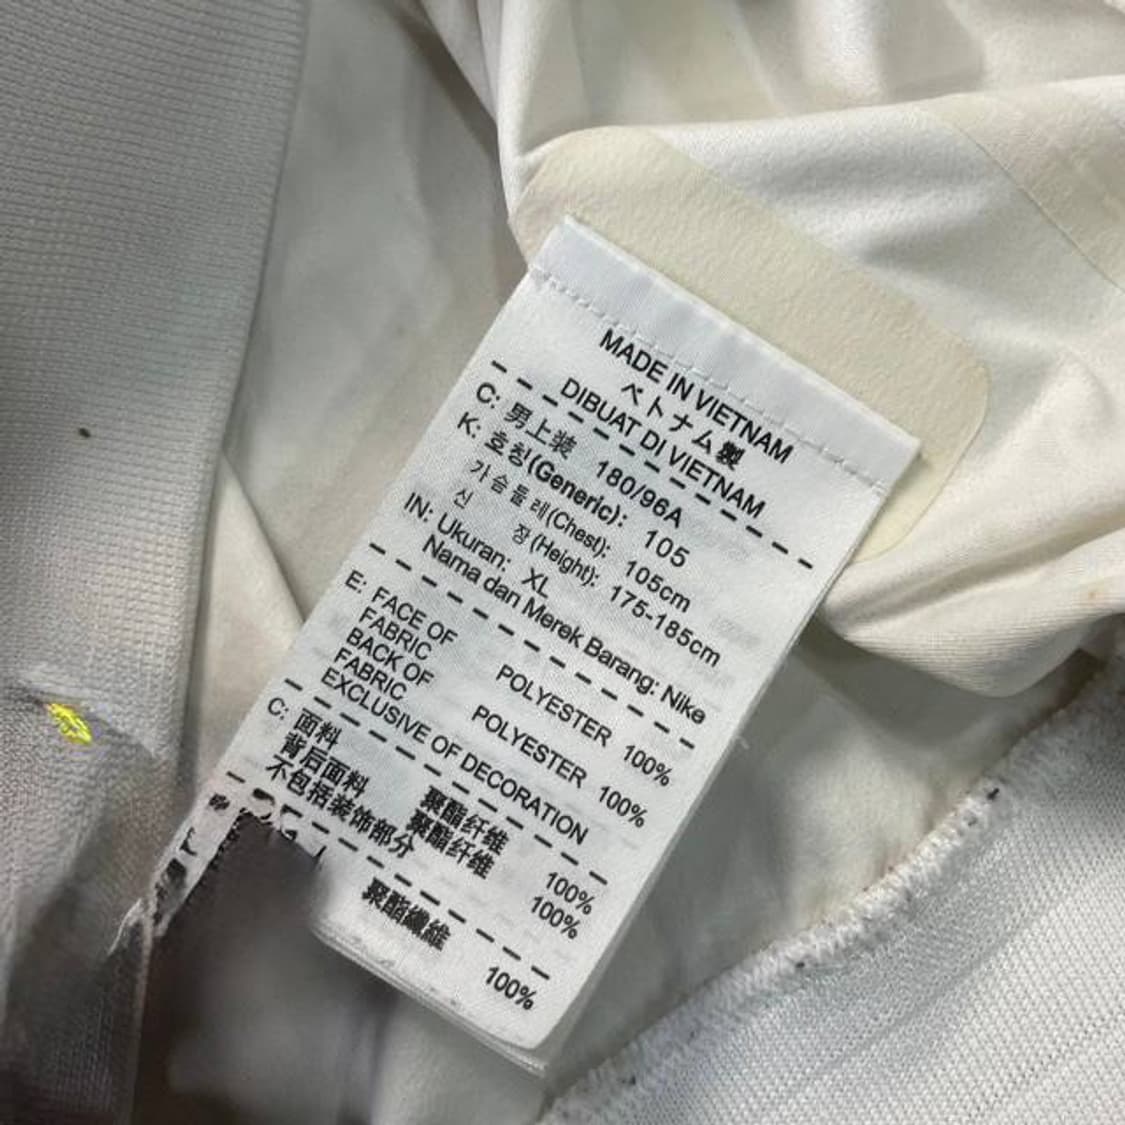 MADE IN VIETNAM
ベトナム製
DIBUAT DI VIETNAM
C: 男上装 180/96A
K: 호칭(Generic): 105
가슴둘레(Chest): 105cm
신 장(Height): 175-185cm
IN: Ukuran: XL
Nama dan Merek Barang: Nike
E: FACE OF
FABRIC POLYESTER 100%
BACK OF
FABRIC POLYESTER 100%
EXCLUSIVE OF DECORATION
C: 面料 聚酯纤维 100%
背后面料 聚酯纤维 100%
不包括装饰部分
聚酯纖維 100%